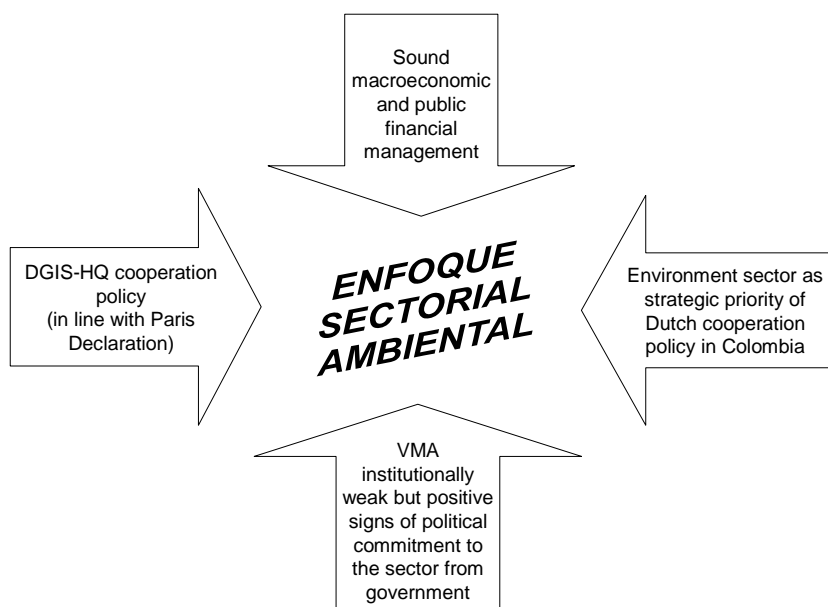 Sound
macroeconomic
and public
financial
management
DGIS-HQ cooperation
policy
(in line with Paris
Declaration)
ENFOQUE
SECTORIAL
AMBIENTAL
Environment sector as
strategic priority of
Dutch cooperation
policy in Colombia
VMA
institutionally
weak but positive
signs of political
commitment to
the sector from
government